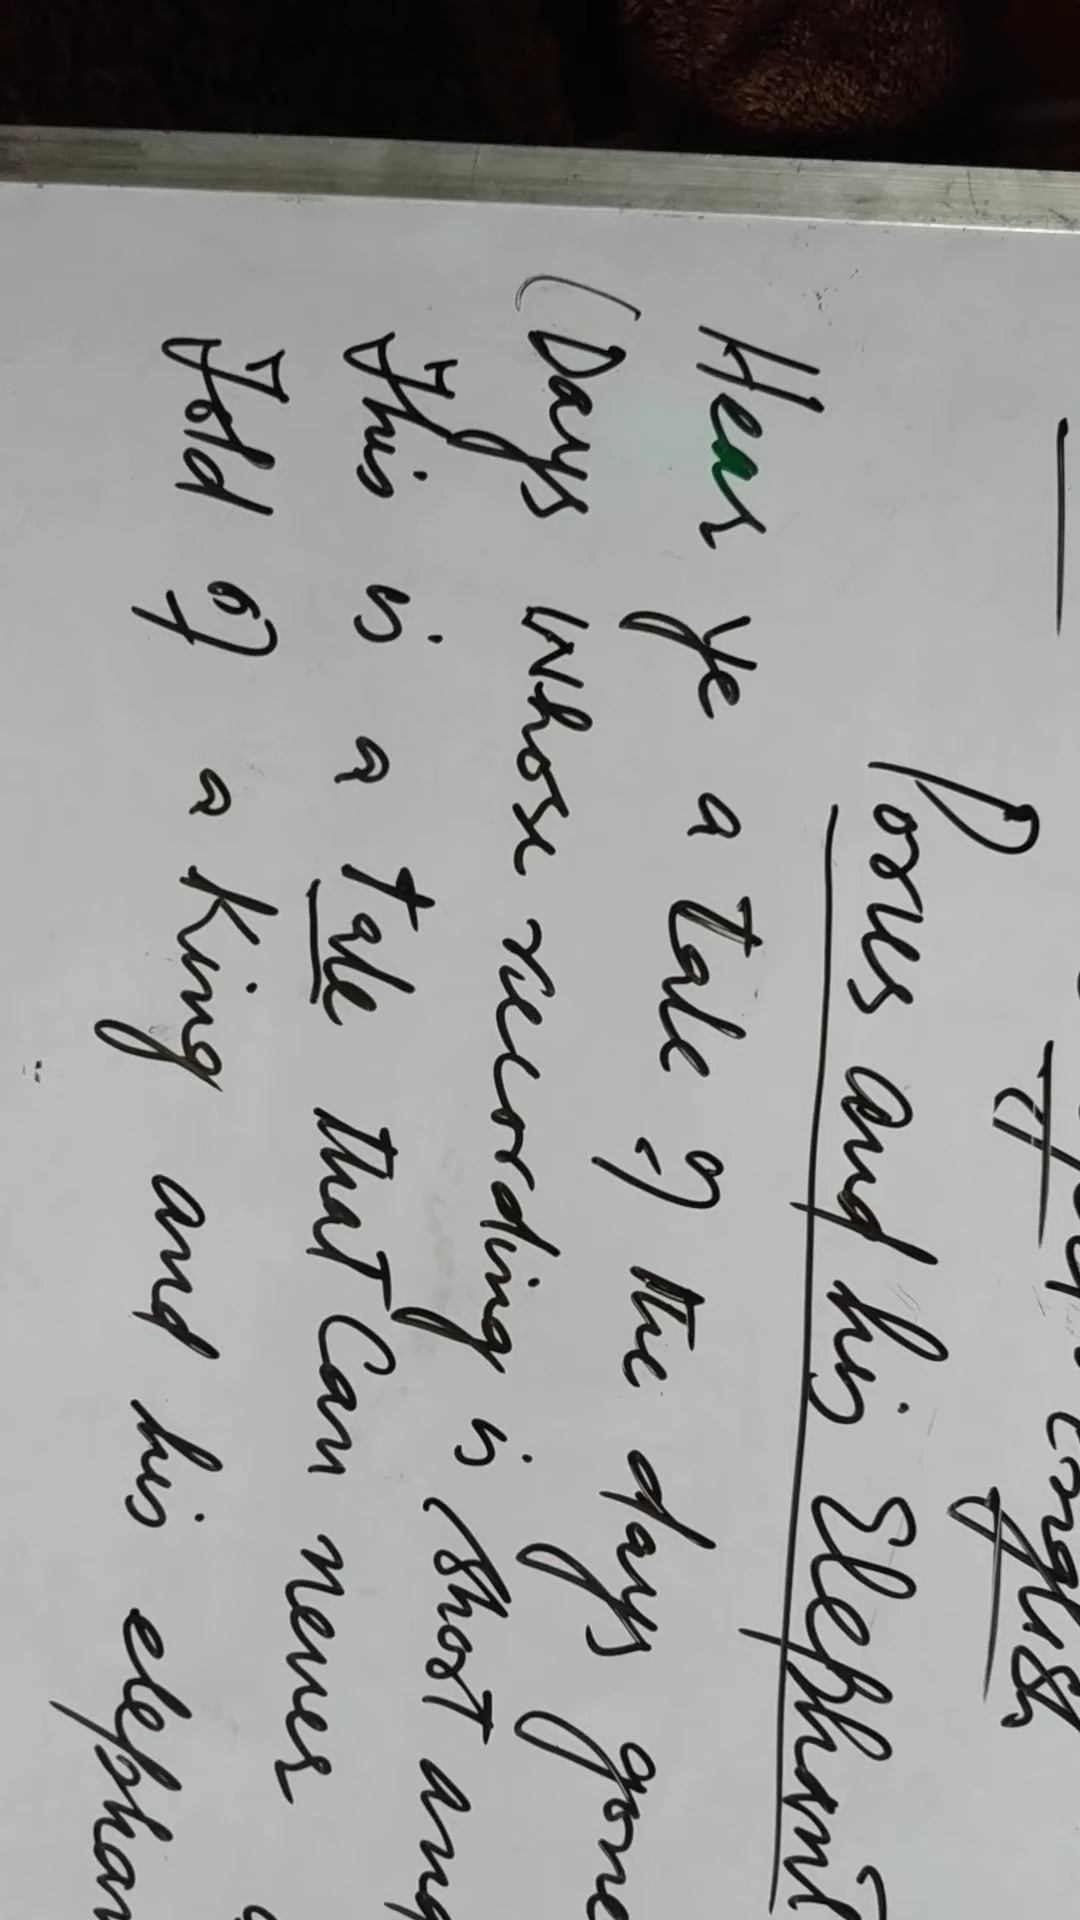 English
Porus and his Elephant
Hear ye a tale of the days gone
Days whose recording is short and
This is a tale that Can never
Told of a King and his elephan